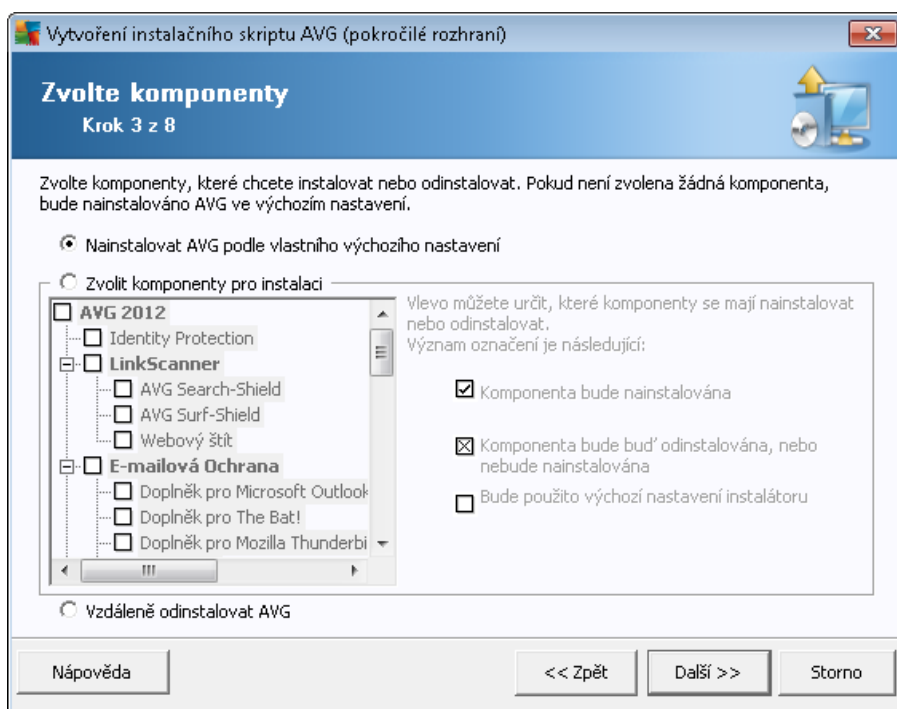 Vytvoření instalačního skriptu AVG (pokročilé rozhraní)
Zvolte komponenty
Krok 3 z 8
Zvolte komponenty, které chcete instalovat nebo odinstalovat. Pokud není zvolena žádná komponenta,
bude nainstalováno AVG ve výchozím nastavení.
Nainstalovat AVG podle vlastního výchozího nastavení
Zvolit komponenty pro instalaci
AVG 2012
Identity Protection
LinkScanner
AVG Search-Shield
AVG Surf-Shield
Webový štít
E-mailová Ochrana
Doplněk pro Microsoft Outlook
Doplněk pro The Bat!
Doplněk pro Mozilla Thunderbi
Vlevo můžete určit, které komponenty se mají nainstalovat
nebo odinstalovat.
Význam označení je následující:
Komponenta bude nainstalována
Komponenta bude buď odinstalována, nebo
nebude nainstalována
Bude použito výchozí nastavení instalátoru
Vzdáleně odinstalovat AVG
Nápověda
<< Zpět
Další >>
Storno